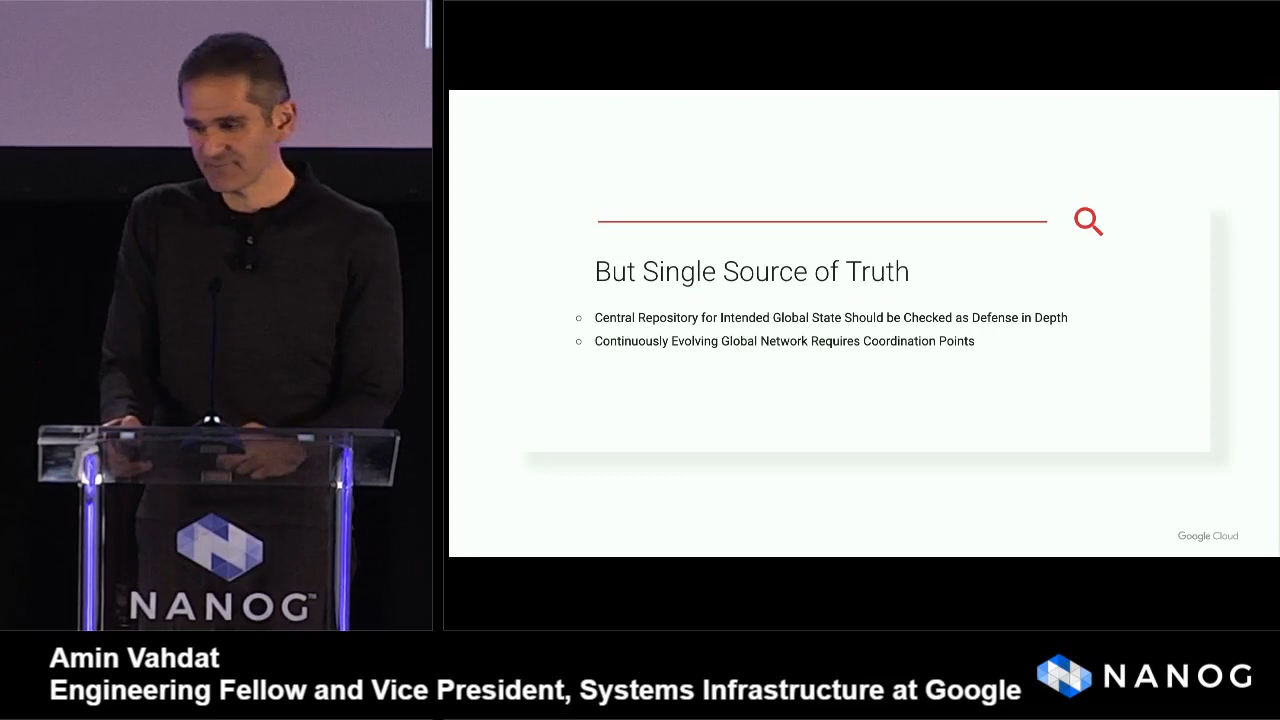 But Single Source of Truth
○ Central Repository for Intended Global State Should be Checked as Defense in Depth
○ Continuously Evolving Global Network Requires Coordination Points
Google Cloud
NANOG™
Amin Vahdat
Engineering Fellow and Vice President, Systems Infrastructure at Google
NANOG